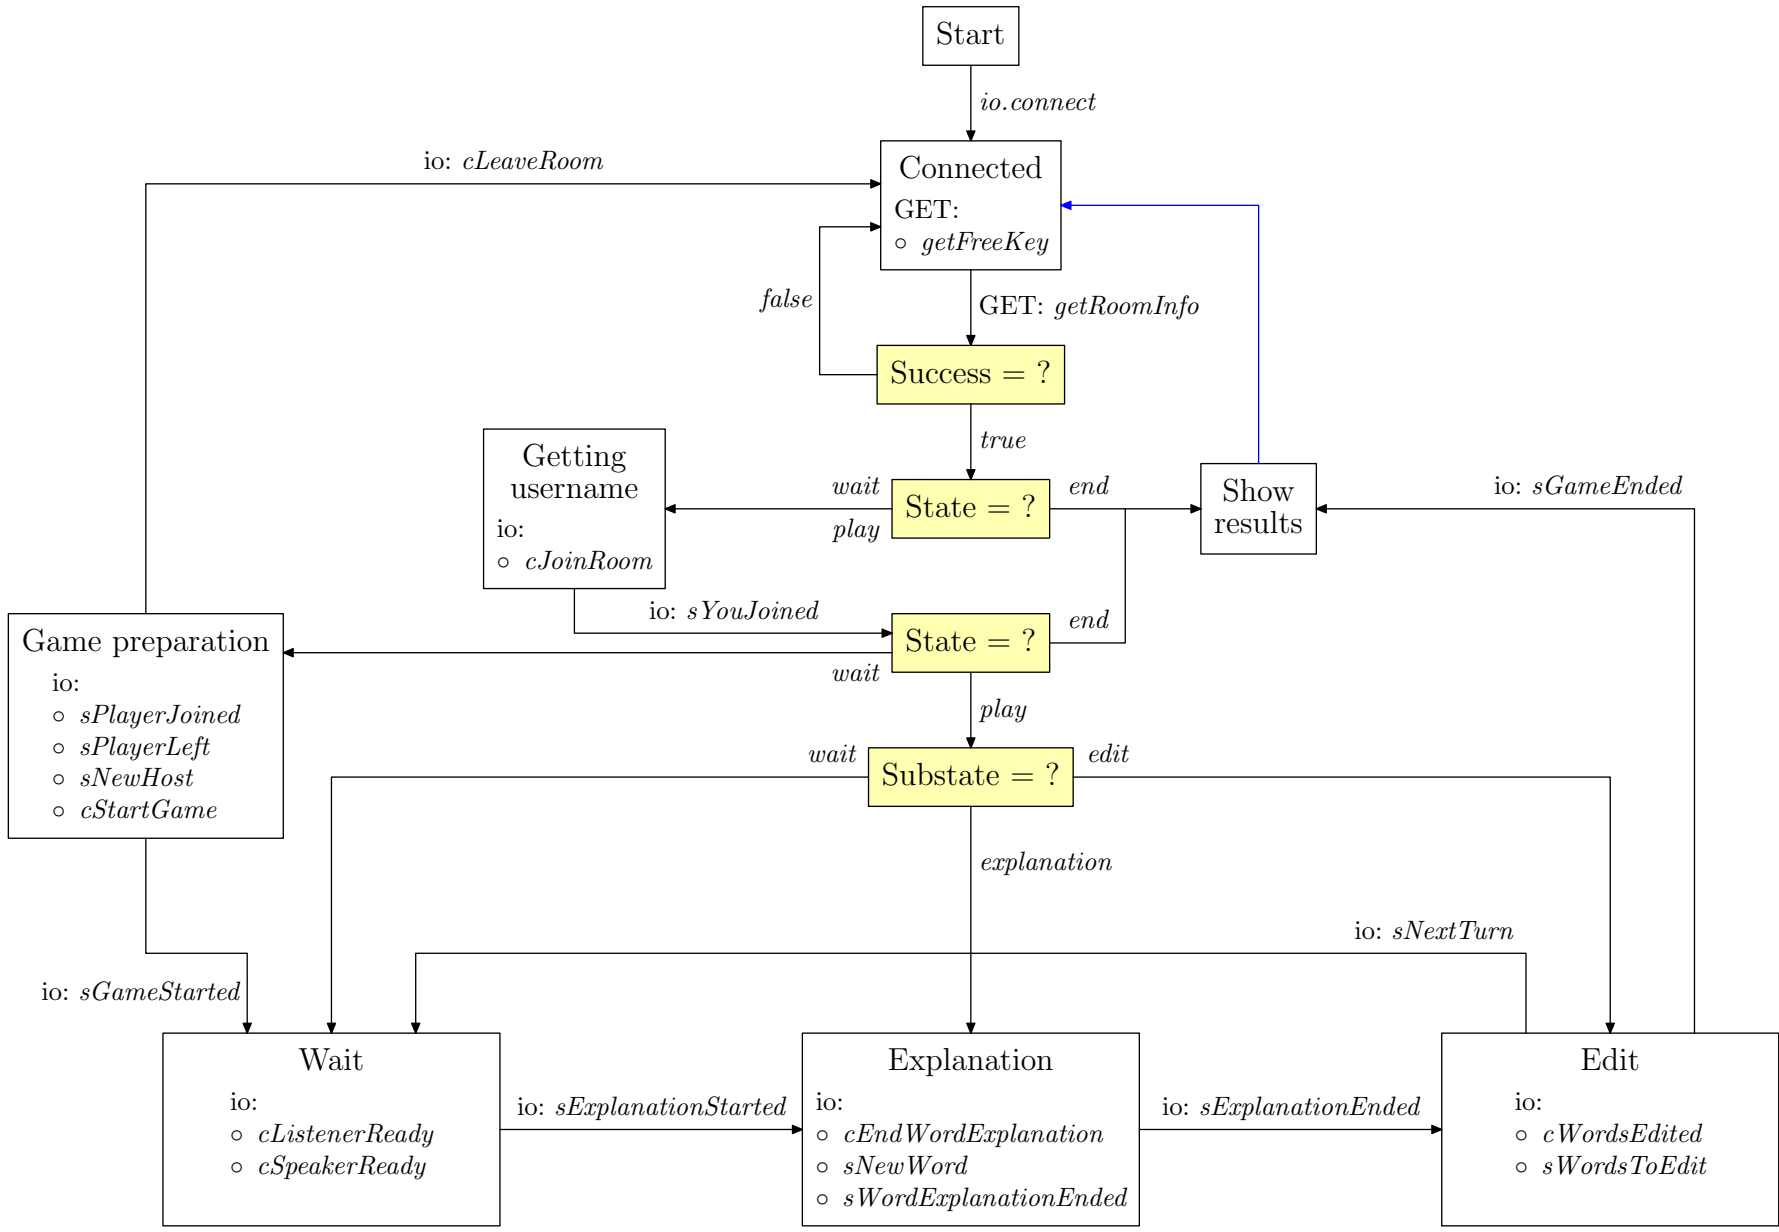 Start
io.connect
io: cLeaveRoom
Connected
GET:
○ getFreeKey
false
GET: getRoomInfo
Success = ?
true
Getting
username
io:
○ cJoinRoom
wait
play
State = ?
end
Show
results
io: sGameEnded
io: sYouJoined
State = ?
end
wait
play
Game preparation
io:
○ sPlayerJoined
○ sPlayerLeft
○ sNewHost
○ cStartGame
wait
Substate = ?
edit
explanation
io: sNextTurn
io: sGameStarted
Wait
io:
○ cListenerReady
○ cSpeakerReady
io: sExplanationStarted
Explanation
io:
○ cEndWordExplanation
○ sNewWord
○ sWordExplanationEnded
io: sExplanationEnded
Edit
io:
○ cWordsEdited
○ sWordsToEdit